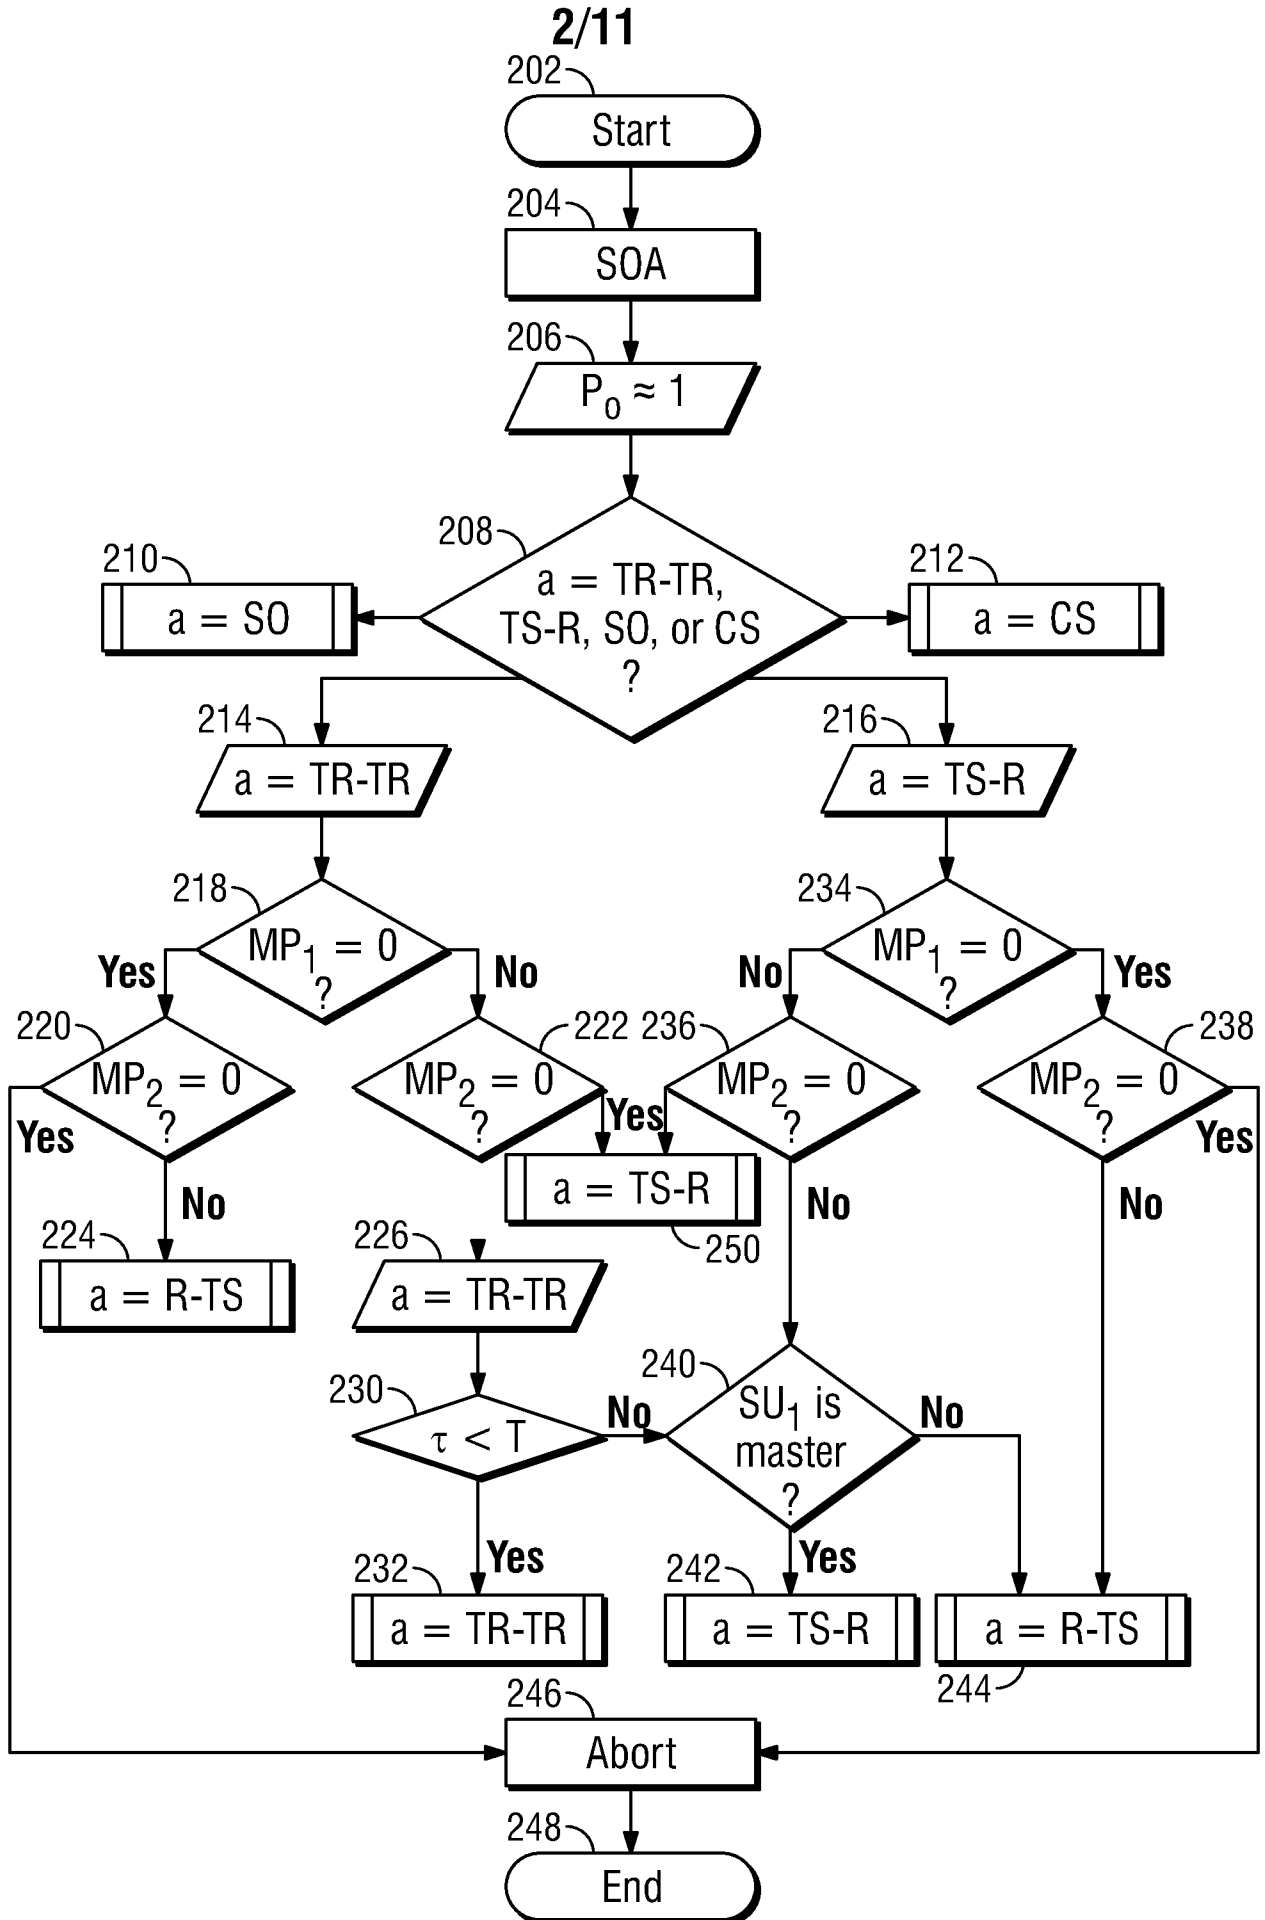 2/11
202
Start
204
SOA
206
P0 ≈ 1
208
a = TR-TR,
TS-R, SO, or CS
?
210
a = SO
212
a = CS
214
a = TR-TR
216
a = TS-R
218
MP1 = 0
?
Yes
No
234
MP1 = 0
?
No
Yes
220
MP2 = 0
?
Yes
No
222
MP2 = 0
?
Yes
236
MP2 = 0
?
No
238
MP2 = 0
?
Yes
No
a = TS-R
250
224
a = R-TS
226
a = TR-TR
230
τ < T
No
Yes
240
SU1 is
master
?
No
Yes
232
a = TR-TR
242
a = TS-R
a = R-TS
244
246
Abort
248
End